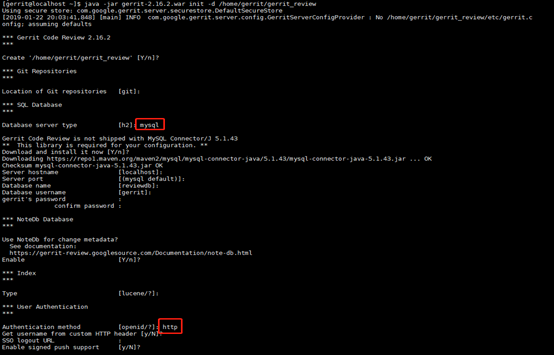 [gerrit@localhost ~]$ java -jar gerrit-2.16.2.war init -d /home/gerrit/gerrit_review
Using secure store: com.google.gerrit.server.securestore.DefaultSecureStore
[2019-01-22 20:03:41,848] [main] INFO  com.google.gerrit.server.config.GerritServerConfigProvider : No /home/gerrit/gerrit_review/etc/gerrit.c
onfig; assuming defaults
*** Gerrit Code Review 2.16.2
***
Create '/home/gerrit/gerrit_review' [Y/n]?
*** Git Repositories
***
Location of Git repositories   [git]:
*** SQL Database
***
Database server type           [h2]: mysql
Gerrit Code Review is not shipped with MySQL Connector/J 5.1.43
**  This library is required for your configuration. **
Download and install it now [Y/n]?
Downloading https://repo1.maven.org/maven2/mysql/mysql-connector-java/5.1.43/mysql-connector-java-5.1.43.jar ... OK
Checksum mysql-connector-java-5.1.43.jar OK
Server hostname                [localhost]:
Server port                    [(mysql default)]:
Database name                  [reviewdb]:
Database username              [gerrit]:
gerrit's password              :
confirm password :
*** NoteDb Database
***
Use NoteDb for change metadata?
See documentation:
https://gerrit-review.googlesource.com/Documentation/note-db.html
Enable                         [Y/n]?
*** Index
***
Type                           [lucene/?]:
*** User Authentication
***
Authentication method          [openid/?]: http
Get username from custom HTTP header [y/N]?
SSO logout URL                 :
Enable signed push support     [y/N]?